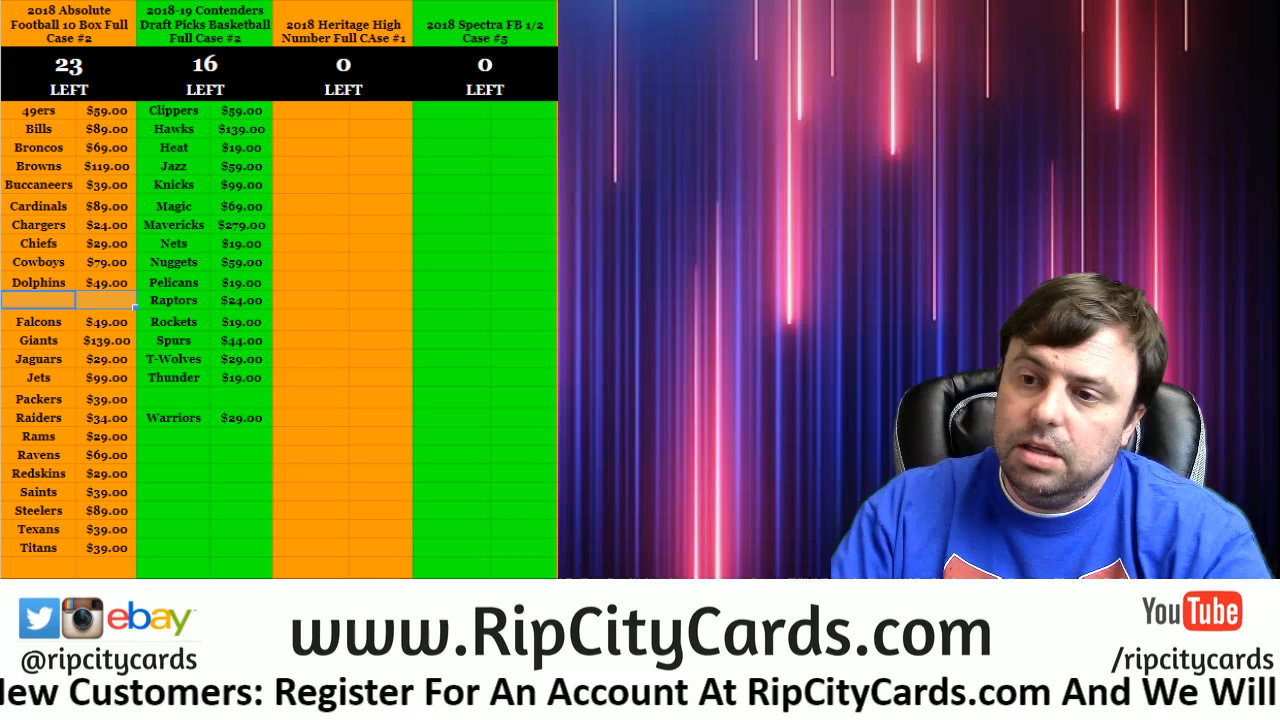 2018 Absolute
Football 10 Box Full
Case #2
2018-19 Contenders
Draft Picks Basketball
Full Case #2
2018 Heritage High
Number Full CAse #1
2018 Spectra FB 1/2
Case #5
23 16 0 0
LEFT LEFT LEFT LEFT
49ers $59.00 Clippers $59.00
Bills $89.00 Hawks $139.00
Broncos $69.00 Heat $19.00
Browns $119.00 Jazz $59.00
Buccaneers $39.00 Knicks $99.00
Cardinals $89.00 Magic $69.00
Chargers $24.00 Mavericks $279.00
Chiefs $29.00 Nets $19.00
Cowboys $79.00 Nuggets $59.00
Dolphins $49.00 Pelicans $19.00
Raptors $24.00
Falcons $49.00 Rockets $19.00
Giants $139.00 Spurs $44.00
Jaguars $29.00 T-Wolves $29.00
Jets $99.00 Thunder $19.00
Packers $39.00
Raiders $34.00 Warriors $29.00
Rams $29.00
Ravens $69.00
Redskins $29.00
Saints $39.00
Steelers $89.00
Texans $39.00
Titans $39.00
ebay
@ripcitycards
www.RipCityCards.com
YouTube
/ripcitycards
New Customers: Register For An Account At RipCityCards.com And We Will